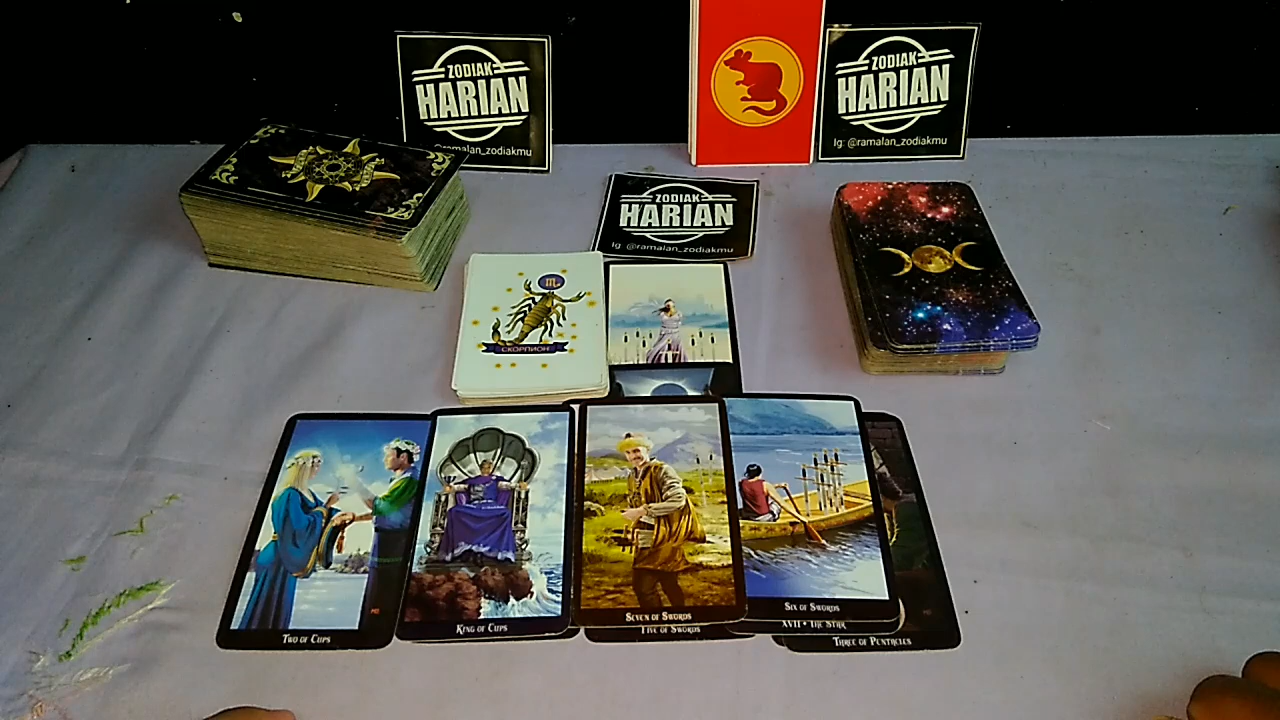 ZODIAK
HARIAN
@ramalan_zodiakmu
ZODIAK
HARIAN
Ig: @ramalan_zodiakmu
ZODIAK
HARIAN
Ig @ramalan_zodiakmu
СКОРПИОН
TWO OF CUPS
KING OF CUPS
SEVEN OF SWORDS
FIVE OF SWORDS
SIX OF SWORDS
XVII • THE STAR
THREE OF PENTACLES